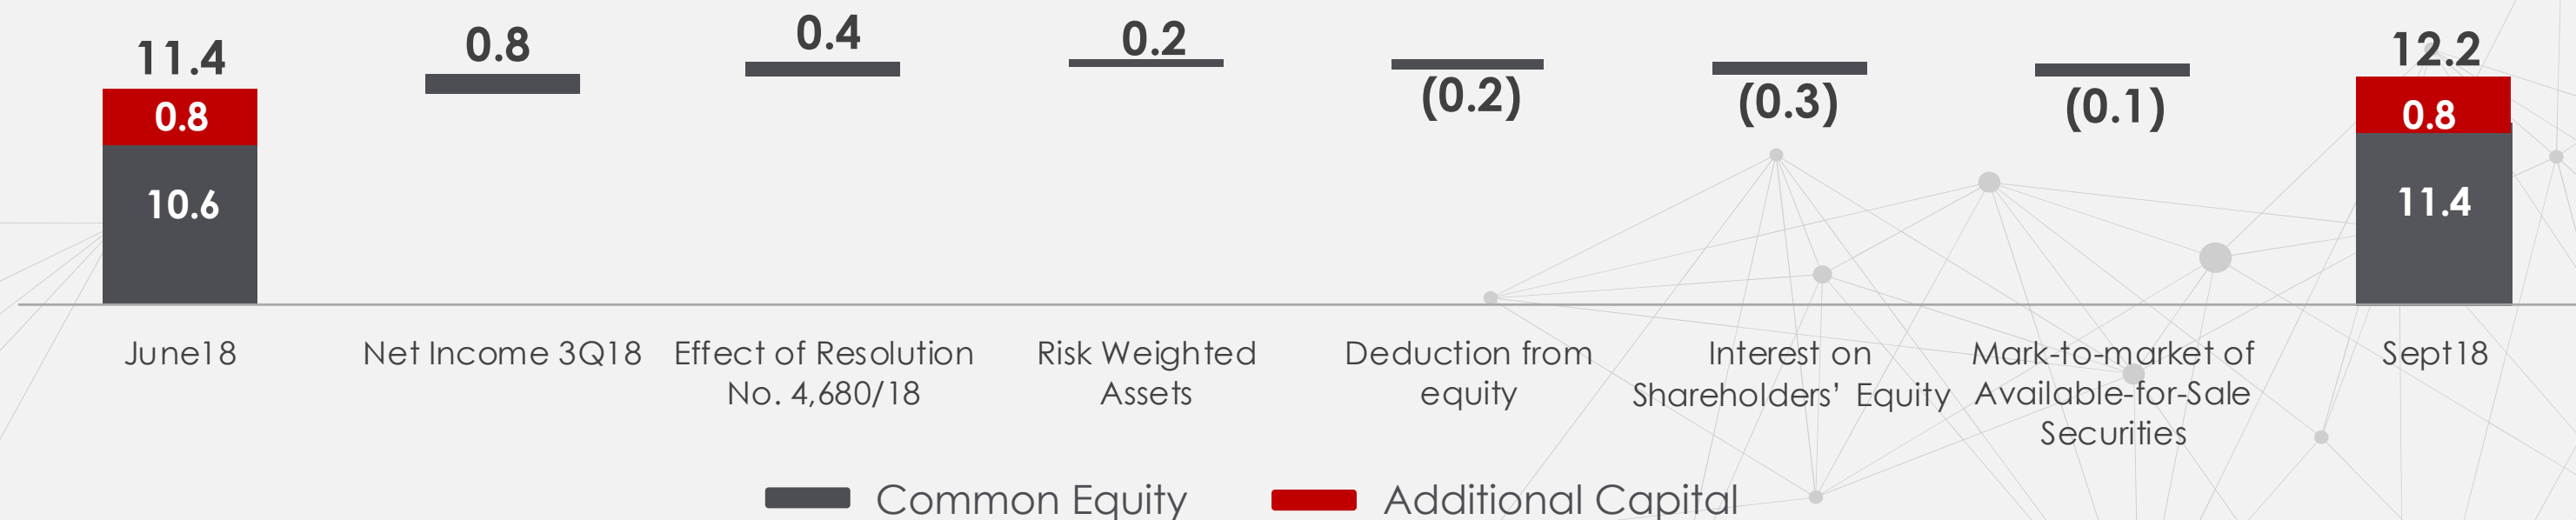 11.4
0.8
10.6
0.8
0.4
0.2
(0.2)
(0.3)
(0.1)
12.2
0.8
11.4
June18
Net Income 3Q18
Effect of Resolution
No. 4,680/18
Risk Weighted
Assets
Deduction from
equity
Interest on
Shareholders’ Equity
Mark-to-market of
Available-for-Sale
Securities
Sept18
Common Equity
Additional Capital